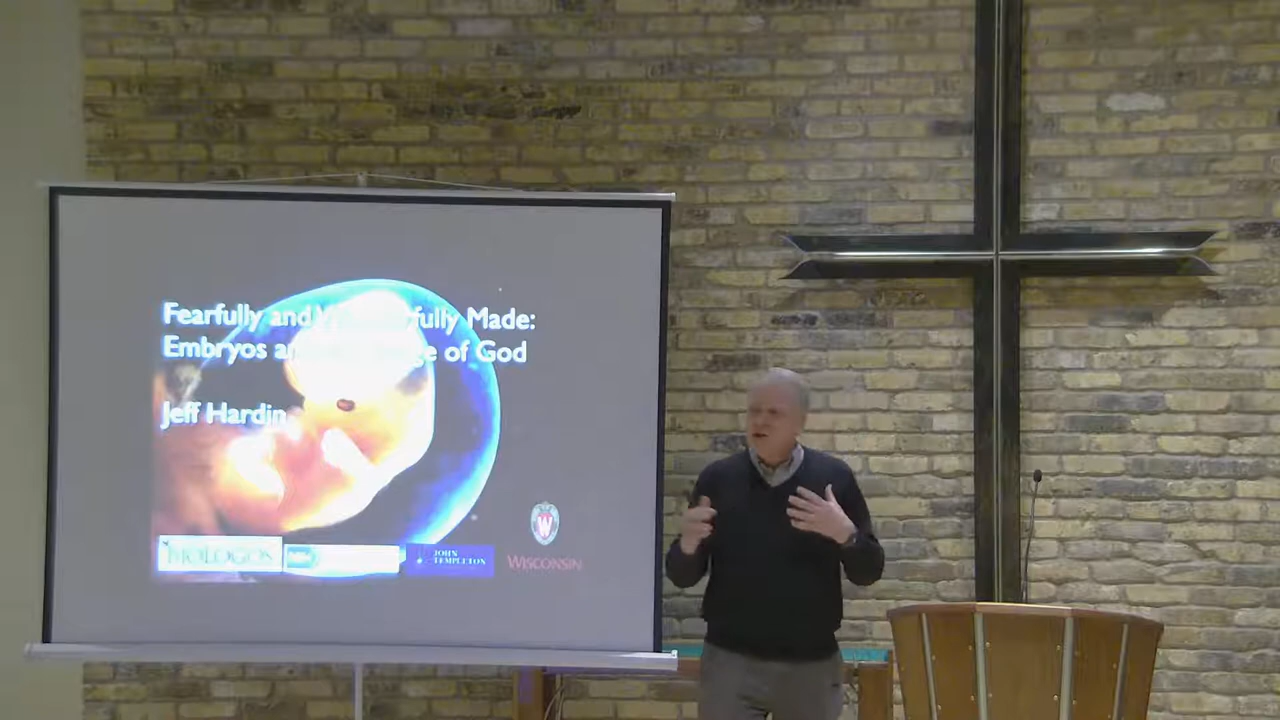 Fearfully and fully Made:
Embryos of God
Jeff Hardin
BIOLOGOS
JOHN
TEMPLETON
W
WISCONSIN